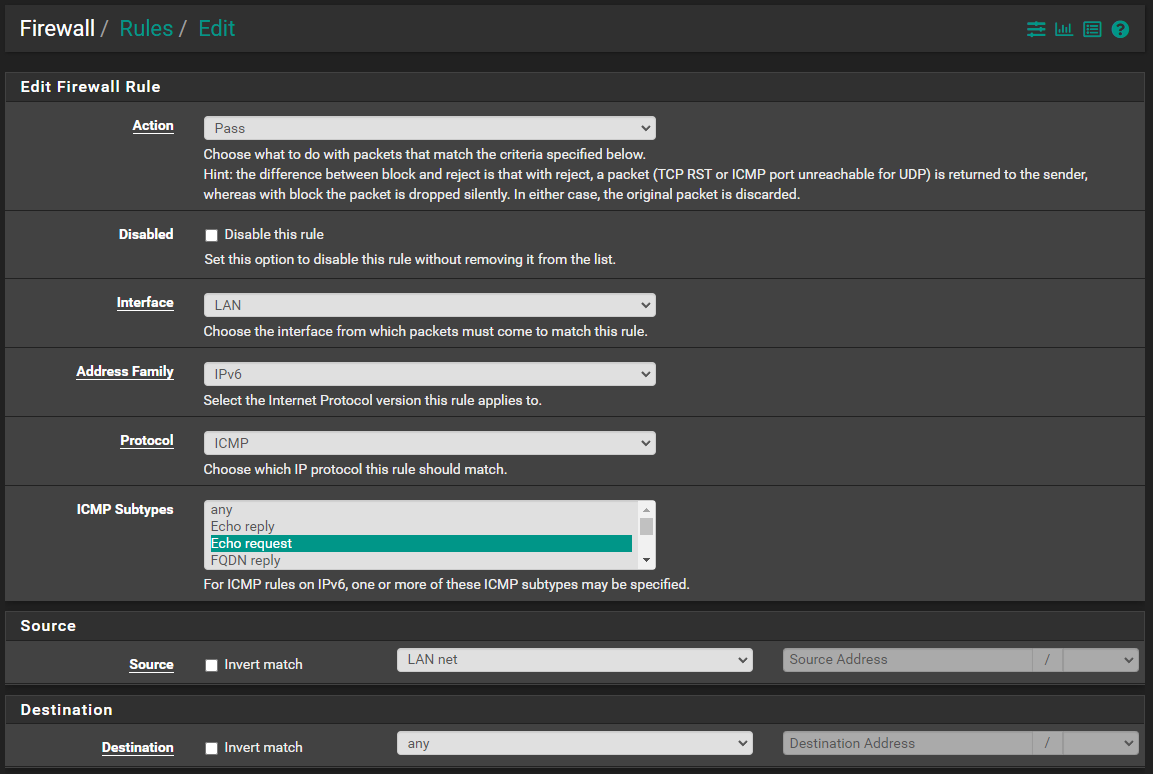 Firewall / Rules / Edit
Edit Firewall Rule
Action
Pass
Choose what to do with packets that match the criteria specified below.
Hint: the difference between block and reject is that with reject, a packet (TCP RST or ICMP port unreachable for UDP) is returned to the sender,
whereas with block the packet is dropped silently. In either case, the original packet is discarded.
Disabled
Disable this rule
Set this option to disable this rule without removing it from the list.
Interface
LAN
Choose the interface from which packets must come to match this rule.
Address Family
IPv6
Select the Internet Protocol version this rule applies to.
Protocol
ICMP
Choose which IP protocol this rule should match.
ICMP Subtypes
any
Echo reply
Echo request
FQDN reply
For ICMP rules on IPv6, one or more of these ICMP subtypes may be specified.
Source
Source
Invert match
LAN net
Source Address
/
Destination
Destination
Invert match
any
Destination Address
/